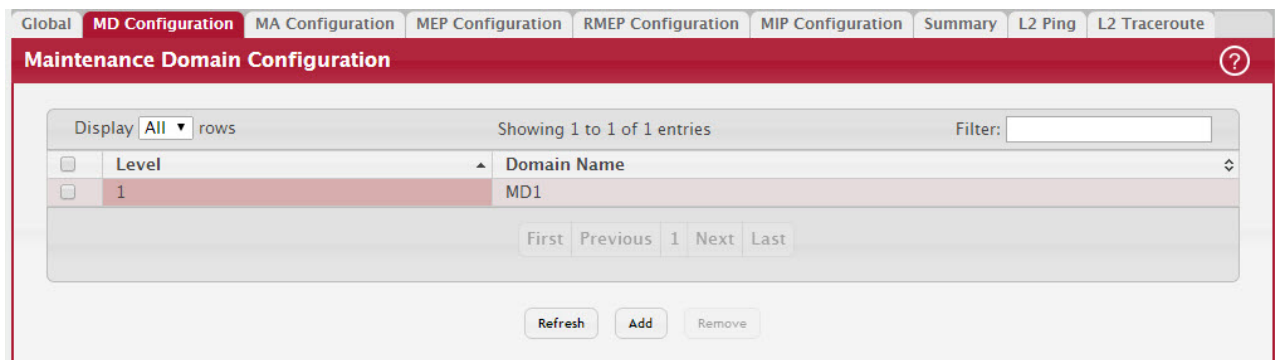 Global MD Configuration MA Configuration MEP Configuration RMEP Configuration MIP Configuration Summary L2 Ping L2 Traceroute
Maintenance Domain Configuration ?
Display All rows Showing 1 to 1 of 1 entries Filter:
Level Domain Name
1 MD1
First Previous 1 Next Last
Refresh Add Remove